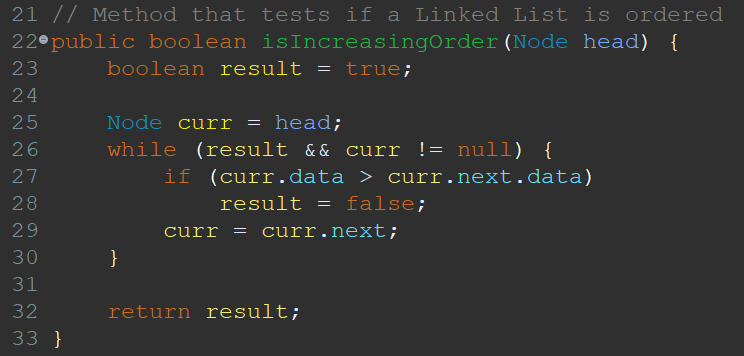 21 // Method that tests if a Linked List is ordered
22 public boolean isIncreasingOrder(Node head) {
23     boolean result = true;
24
25     Node curr = head;
26     while (result && curr != null) {
27         if (curr.data > curr.next.data)
28             result = false;
29         curr = curr.next;
30     }
31
32     return result;
33 }